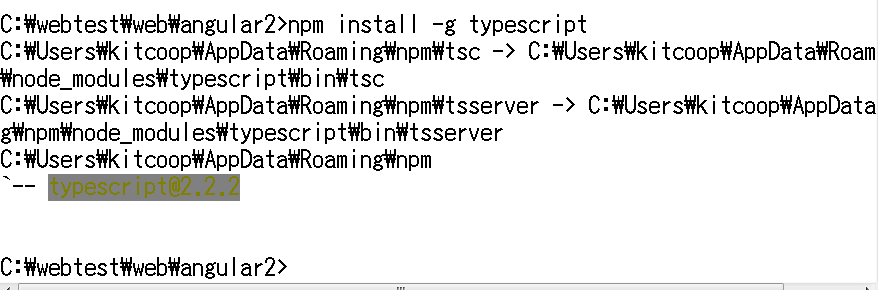 C:₩webtest₩web₩angular2>npm install -g typescript
C:₩Users₩kitcoop₩AppData₩Roaming₩npm₩tsc -> C:₩Users₩kitcoop₩AppData₩Roam
₩node_modules₩typescript₩bin₩tsc
C:₩Users₩kitcoop₩AppData₩Roaming₩npm₩tsserver -> C:₩Users₩kitcoop₩AppData
g₩npm₩node_modules₩typescript₩bin₩tsserver
C:₩Users₩kitcoop₩AppData₩Roaming₩npm
`-- typescript@2.2.2
C:₩webtest₩web₩angular2>